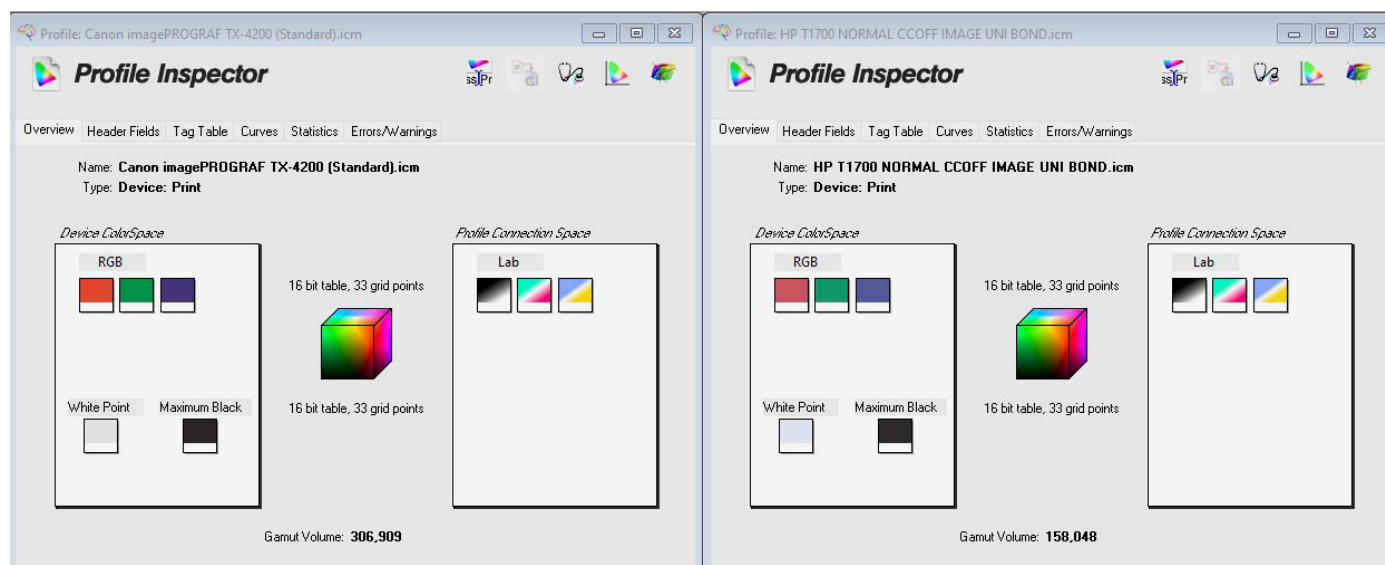 Profile: Canon imagePROGRAF TX-4200 (Standard).icm
Profile Inspector
ss)Pr
Overview Header Fields Tag Table Curves Statistics Errors/Warnings
Name: Canon imagePROGRAF TX-4200 (Standard).icm
Type: Device: Print
Device ColorSpace
Profile Connection Space
RGB
Lab
16 bit table, 33 grid points
White Point
Maximum Black
16 bit table, 33 grid points
Gamut Volume: 306,909
Profile: HP T1700 NORMAL CCOFF IMAGE UNI BOND.icm
Profile Inspector
ss)Pr
Overview Header Fields Tag Table Curves Statistics Errors/Warnings
Name: HP T1700 NORMAL CCOFF IMAGE UNI BOND.icm
Type: Device: Print
Device ColorSpace
Profile Connection Space
RGB
Lab
16 bit table, 33 grid points
White Point
Maximum Black
16 bit table, 33 grid points
Gamut Volume: 158,048